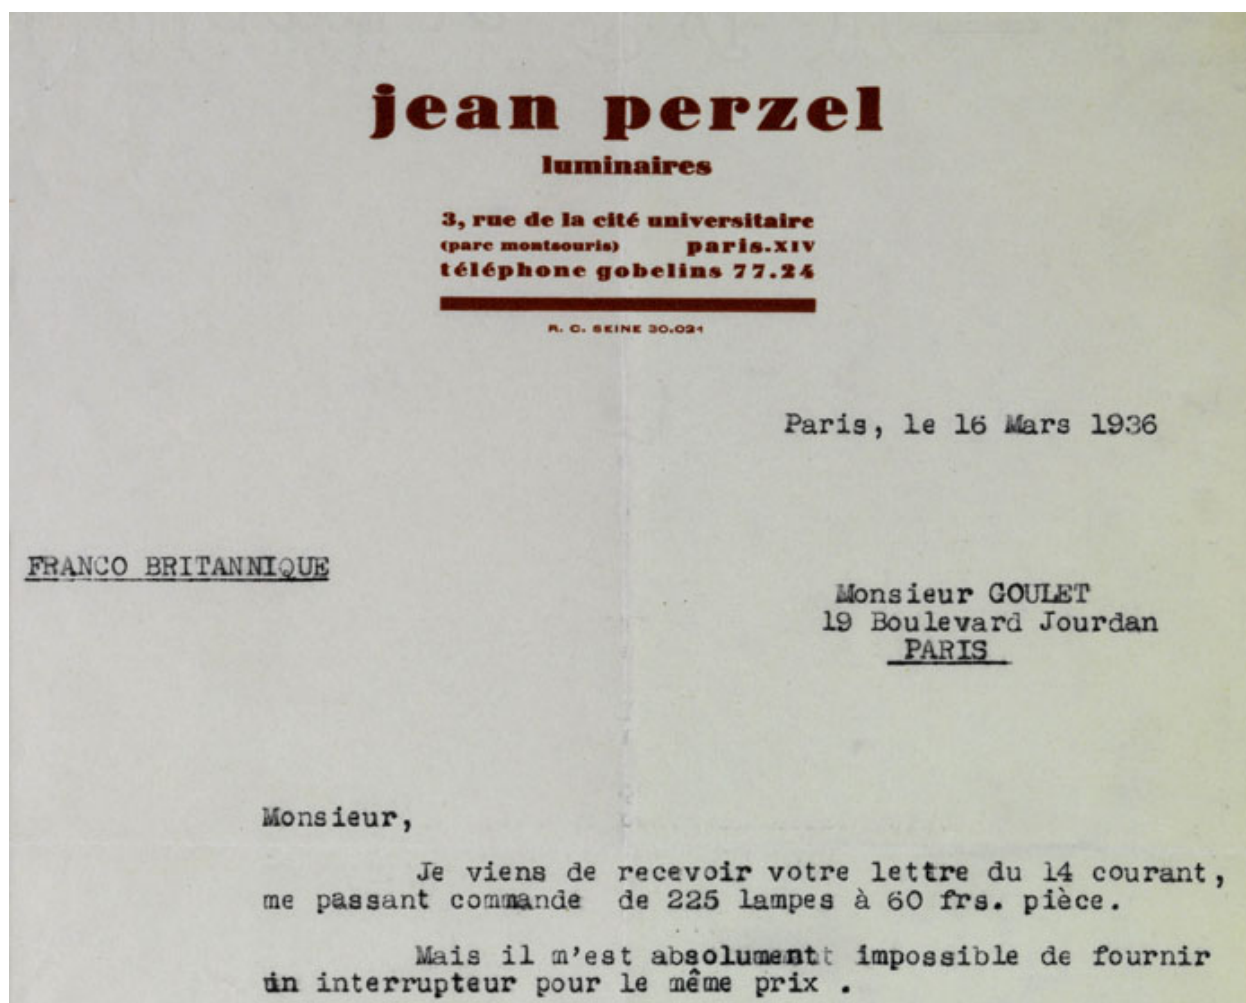 jean perzel
luminaires
3, rue de la cité universitaire
(parc montsouris) paris.XIV
téléphone gobelins 77.24
R. C. SEINE 30.021
Paris, le 16 Mars 1936
FRANCO BRITANNIQUE
Monsieur GOULET
19 Boulevard Jourdan
PARIS
Monsieur,
Je viens de recevoir votre lettre du 14 courant,
me passant commande de 225 lampes à 60 frs. pièce.
Mais il m'est absolument impossible de fournir
un interrupteur pour le même prix .